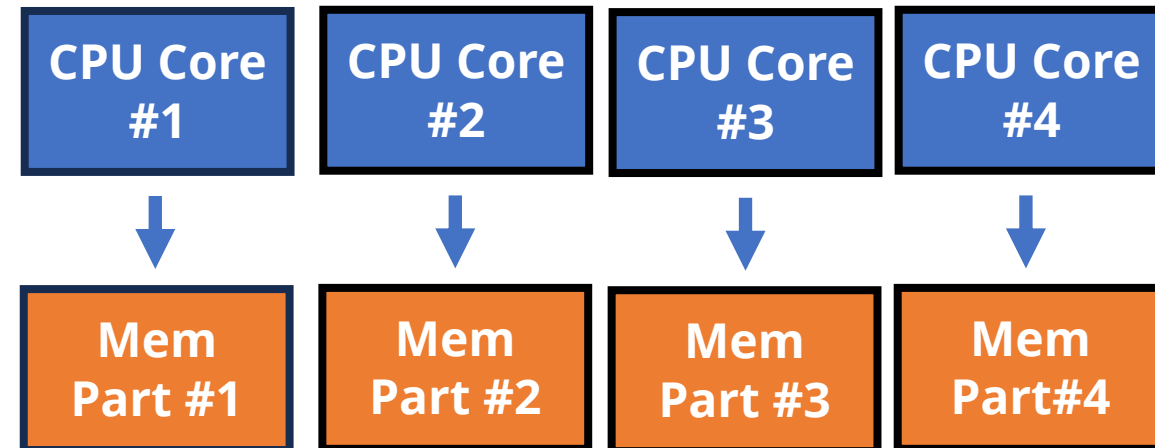 CPU Core
#1
CPU Core
#2
CPU Core
#3
CPU Core
#4
Mem
Part #1
Mem
Part #2
Mem
Part #3
Mem
Part#4